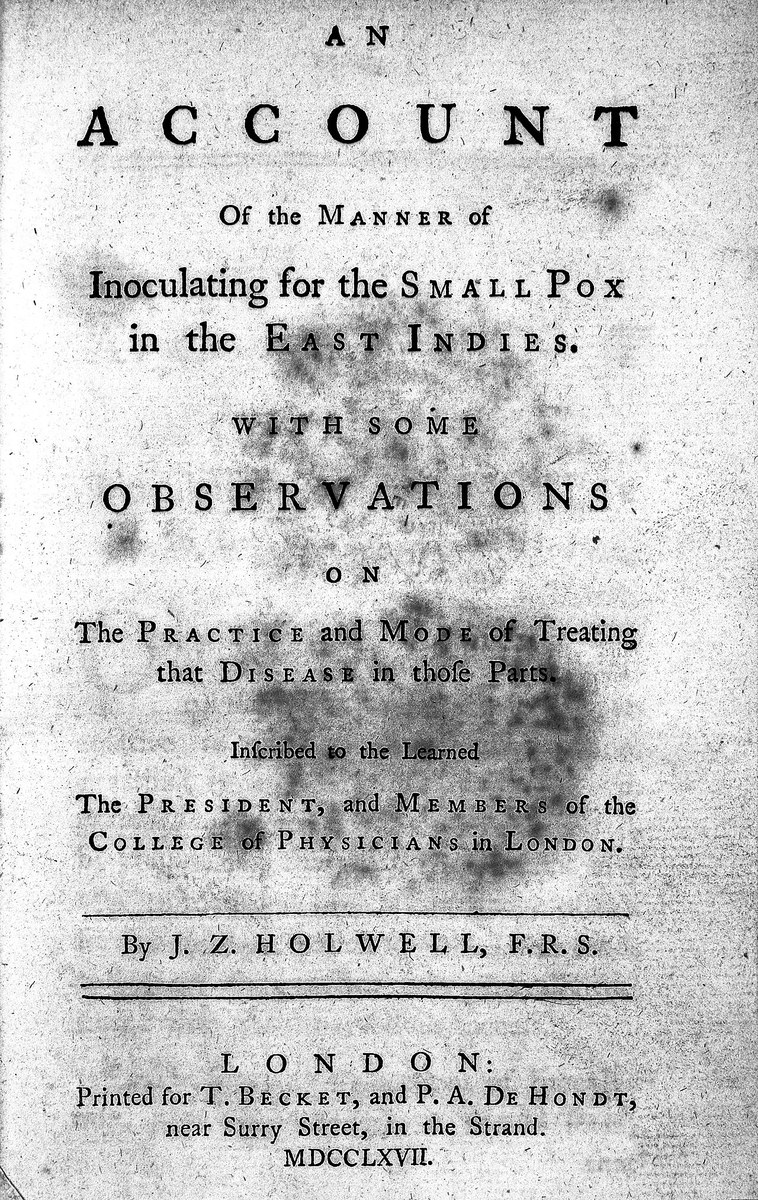 AN
ACCOUNT
Of the MANNER of
Inoculating for the SMALL POX
in the EAST INDIES.
WITH SOME
OBSERVATIONS
ON
The PRACTICE and MODE of Treating
that DISEASE in thoſe Parts.
Inſcribed to the Learned
The PRESIDENT, and MEMBERS of the
COLLEGE of PHYSICIANS in LONDON.
By J. Z. HOLWELL, F.R.S.
LONDON:
Printed for T. BECKET, and P. A. DE HONDT,
near Surry Street, in the Strand.
MDCCLXVII.